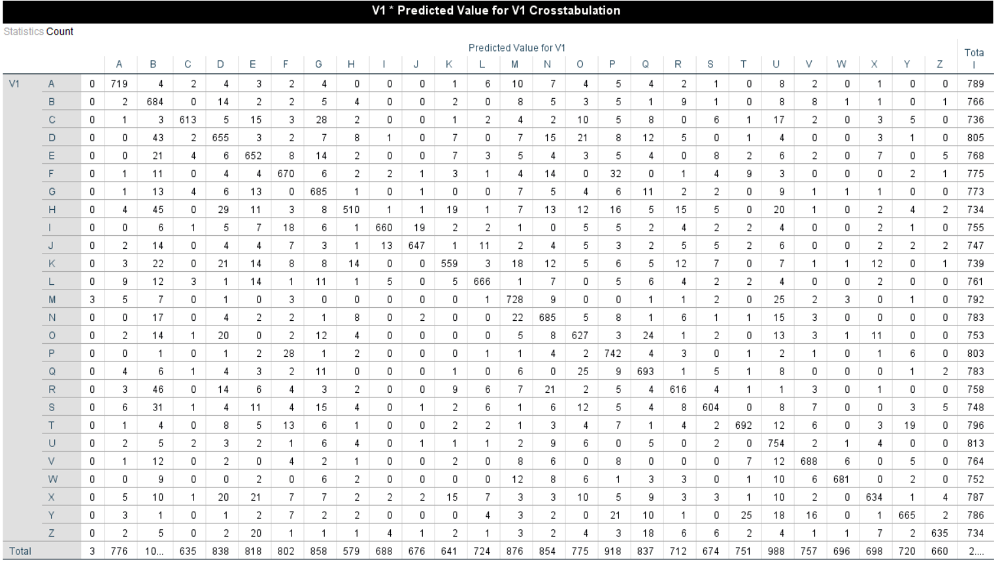 V1 * Predicted Value for V1 Crosstabulation
Statistics Count
Predicted Value for V1
A B C D E F G H I J K L M N O P Q R S T U V W X Y Z Total
V1 A 0 719 4 2 4 3 2 4 0 0 0 1 6 10 7 4 5 4 2 1 0 8 2 0 1 0 0 789
B 0 2 684 0 14 2 2 5 4 0 0 2 0 8 5 3 5 1 9 1 0 8 8 1 1 0 1 766
C 0 1 3 613 5 15 3 28 2 0 0 1 2 4 2 10 5 8 0 6 1 17 2 0 3 5 0 736
D 0 0 43 2 655 3 2 7 8 1 0 7 0 7 15 21 8 12 5 0 1 4 0 0 3 1 0 805
E 0 0 21 4 6 652 8 14 2 0 0 7 3 5 4 3 5 4 0 8 2 6 2 0 7 0 5 768
F 0 1 11 0 4 4 670 6 2 2 1 3 1 4 14 0 32 0 1 4 9 3 0 0 0 2 1 775
G 0 1 13 4 6 13 0 685 1 0 1 0 0 7 5 4 6 11 2 2 0 9 1 1 1 0 0 773
H 0 4 45 0 29 11 3 8 510 1 1 19 1 7 13 12 16 5 15 5 0 20 1 0 2 4 2 734
I 0 0 6 1 5 7 18 6 1 660 19 2 2 1 0 5 5 2 4 2 2 4 0 0 2 1 0 755
J 0 2 14 0 4 4 7 3 1 13 647 1 11 2 4 5 3 2 5 5 2 6 0 0 2 2 2 747
K 0 3 22 0 21 14 8 8 14 0 0 559 3 18 12 5 6 5 12 7 0 7 1 1 12 0 1 739
L 0 9 12 3 1 14 1 11 1 5 0 5 666 1 7 0 5 6 4 2 2 4 0 0 2 0 0 761
M 3 5 7 0 1 0 3 0 0 0 0 0 1 728 9 0 0 1 1 2 0 25 2 3 0 1 0 792
N 0 0 17 0 4 2 2 1 8 0 2 0 0 22 685 5 8 1 6 1 1 15 3 0 0 0 0 783
O 0 2 14 1 20 0 2 12 4 0 0 0 0 5 8 627 3 24 1 2 0 13 3 1 11 0 0 753
P 0 0 1 0 1 2 28 1 2 0 0 0 1 1 4 2 742 4 3 0 1 2 1 0 1 6 0 803
Q 0 4 6 1 4 3 2 11 0 0 0 1 0 6 0 25 9 693 1 5 1 8 0 0 0 1 2 783
R 0 3 46 0 14 6 4 3 2 0 0 9 6 7 21 2 5 4 616 4 1 1 3 0 1 0 0 758
S 0 6 31 1 4 11 4 15 4 0 1 2 6 1 6 12 5 4 8 604 0 8 7 0 0 3 5 748
T 0 1 4 0 8 5 13 6 1 0 0 2 2 1 3 4 7 1 4 2 692 12 6 0 3 19 0 796
U 0 2 5 2 3 2 1 6 4 0 1 1 1 2 9 6 0 5 0 2 0 754 2 1 4 0 0 813
V 0 1 12 0 2 0 4 2 1 0 0 2 0 8 6 0 8 0 0 0 7 12 688 6 0 5 0 764
W 0 0 9 0 0 2 0 6 2 0 0 0 0 12 8 6 1 3 3 0 1 10 6 681 0 2 0 752
X 0 5 10 1 20 21 7 7 2 2 2 15 7 3 3 10 5 9 3 3 1 10 2 0 634 1 4 787
Y 0 3 1 0 1 2 7 2 2 0 0 0 4 3 2 0 21 10 1 0 25 18 16 0 1 665 2 786
Z 0 2 5 0 2 20 1 1 1 4 1 2 1 3 2 4 3 18 6 6 2 4 1 1 7 2 635 734
Total 3 776 10... 635 838 818 802 858 579 688 676 641 724 876 854 775 918 837 712 674 751 988 757 696 698 720 660 2....